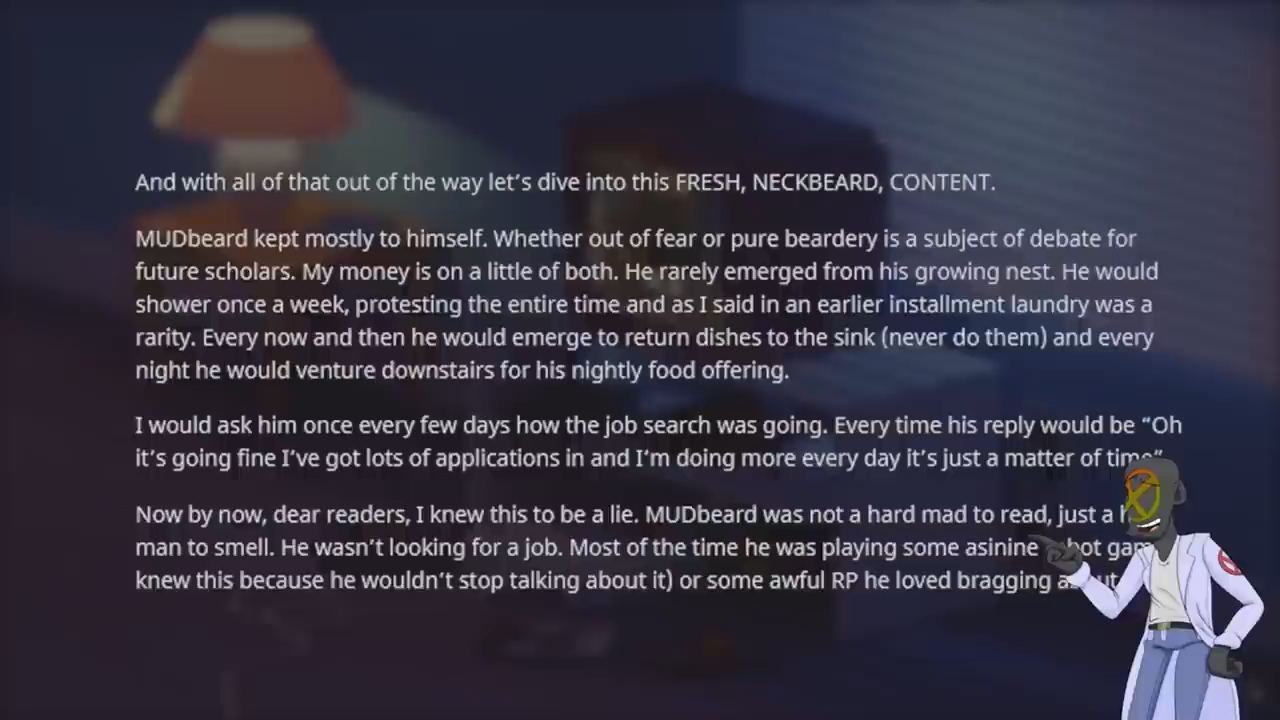 And with all of that out of the way let's dive into this FRESH, NECKBEARD, CONTENT.
MUDbeard kept mostly to himself. Whether out of fear or pure beardery is a subject of debate for
future scholars. My money is on a little of both. He rarely emerged from his growing nest. He would
shower once a week, protesting the entire time and as I said in an earlier installment laundry was a
rarity. Every now and then he would emerge to return dishes to the sink (never do them) and every
night he would venture downstairs for his nightly food offering.
I would ask him once every few days how the job search was going. Every time his reply would be “Oh
it's going fine I've got lots of applications in and I'm doing more every day it's just a matter of time”
Now by now, dear readers, I knew this to be a lie. MUDbeard was not a hard mad to read, just a
man to smell. He wasn't looking for a job. Most of the time he was playing some asinine
knew this because he wouldn't stop talking about it) or some awful RP he loved bragging